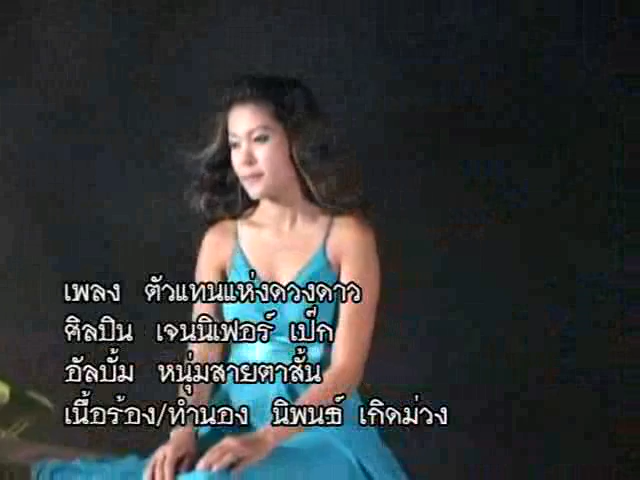 เพลง ตัวแทนแห่งดวงดาว
ศิลปิน เจนนิเฟอร์ เป๊ก
อัลบั้ม หนุ่มสายตาสั้น
เนื้อร้อง/ทำนอง นิพนธ์ เกิดม่วง